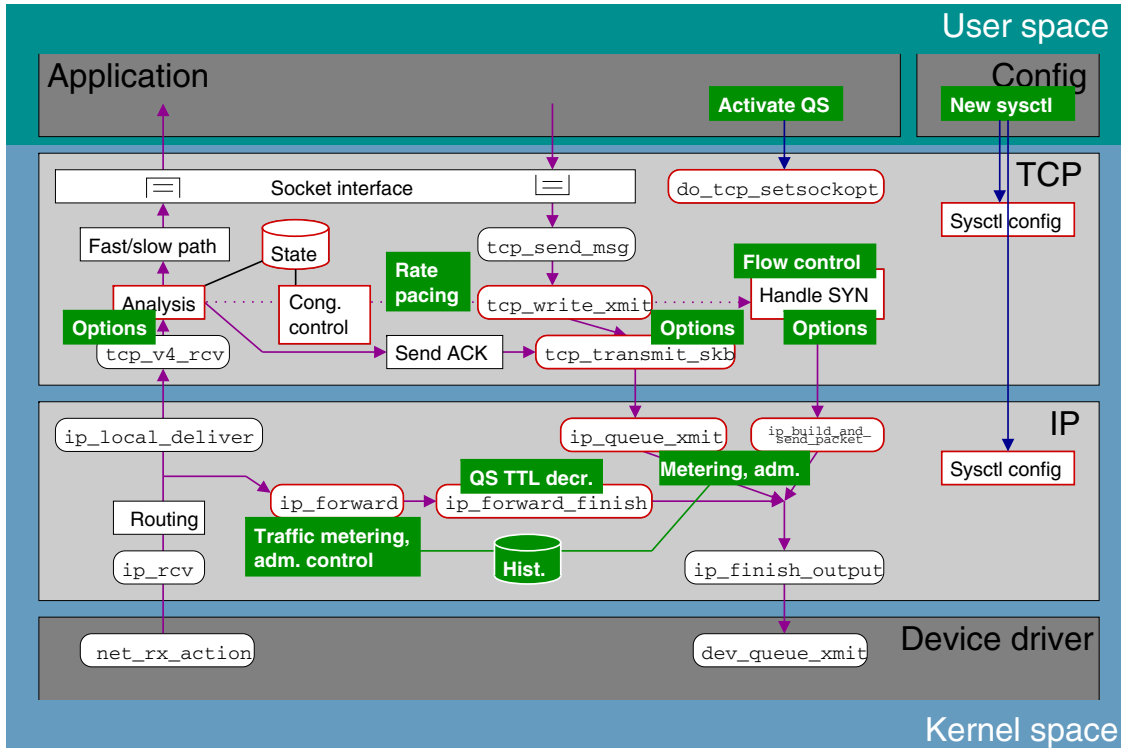 User space
Application
Config
Activate QS
New sysctl
TCP
Socket interface
do_tcp_setsockopt
Sysctl config
Fast/slow path
State
tcp_send_msg
Rate
pacing
Flow control
Analysis
Cong.
control
tcp_write_xmit
Handle SYN
Options
Options
Options
tcp_v4_rcv
Send ACK
tcp_transmit_skb
IP
ip_local_deliver
ip_queue_xmit
ip_build_and_
send_packet
Metering, adm.
Sysctl config
QS TTL decr.
ip_forward
ip_forward_finish
Routing
Traffic metering,
adm. control
Hist.
ip_rcv
ip_finish_output
Device driver
net_rx_action
dev_queue_xmit
Kernel space